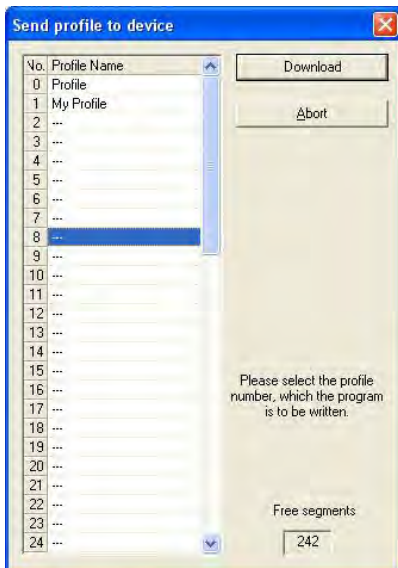 Send profile to device
No. Profile Name
0 Profile
1 My Profile
2 ---
3 ---
4 ---
5 ---
6 ---
7 ---
8 ---
9 ---
10 ---
11 ---
12 ---
13 ---
14 ---
15 ---
16 ---
17 ---
18 ---
19 ---
20 ---
21 ---
22 ---
23 ---
24 ---
Download
Abort
Please select the profile
number, which the program
is to be written.
Free segments
242